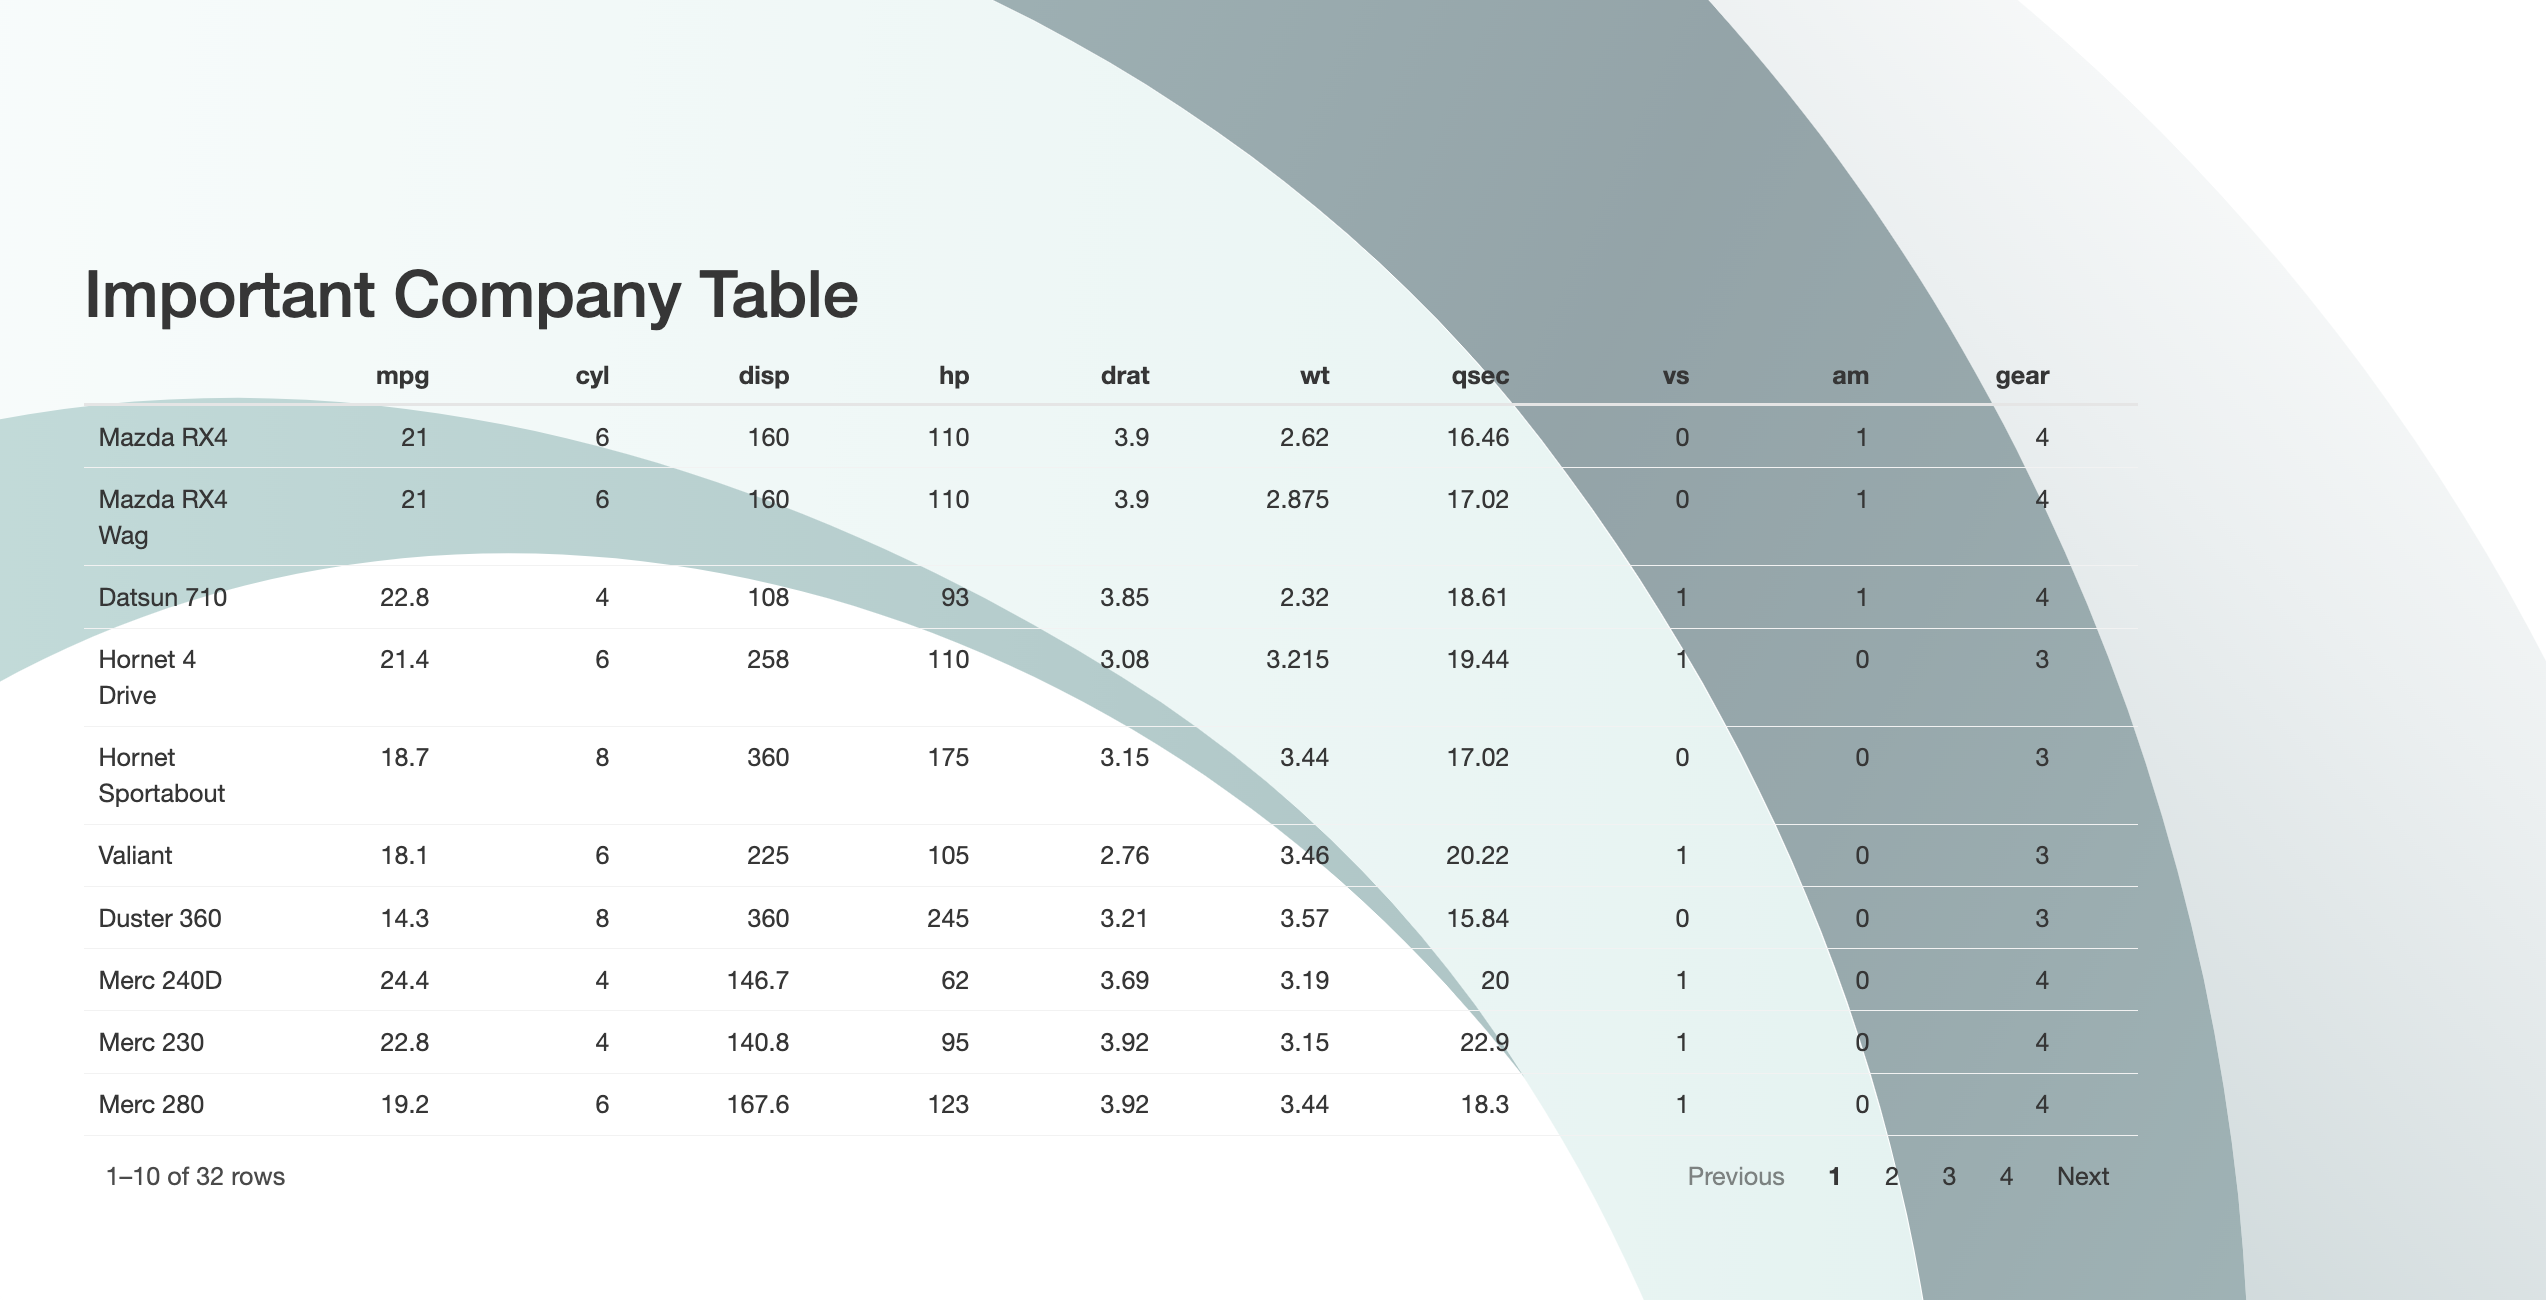 Important Company Table
mpg cyl disp hp drat wt qsec vs am gear
Mazda RX4 21 6 160 110 3.9 2.62 16.46 0 1 4
Mazda RX4 21 6 160 110 3.9 2.875 17.02 0 1 4
Wag
Datsun 710 22.8 4 108 93 3.85 2.32 18.61 1 1 4
Hornet 4 21.4 6 258 110 3.08 3.215 19.44 1 0 3
Drive
Hornet 18.7 8 360 175 3.15 3.44 17.02 0 0 3
Sportabout
Valiant 18.1 6 225 105 2.76 3.46 20.22 1 0 3
Duster 360 14.3 8 360 245 3.21 3.57 15.84 0 0 3
Merc 240D 24.4 4 146.7 62 3.69 3.19 20 1 0 4
Merc 230 22.8 4 140.8 95 3.92 3.15 22.9 1 0 4
Merc 280 19.2 6 167.6 123 3.92 3.44 18.3 1 0 4
1–10 of 32 rows Previous 1 2 3 4 Next